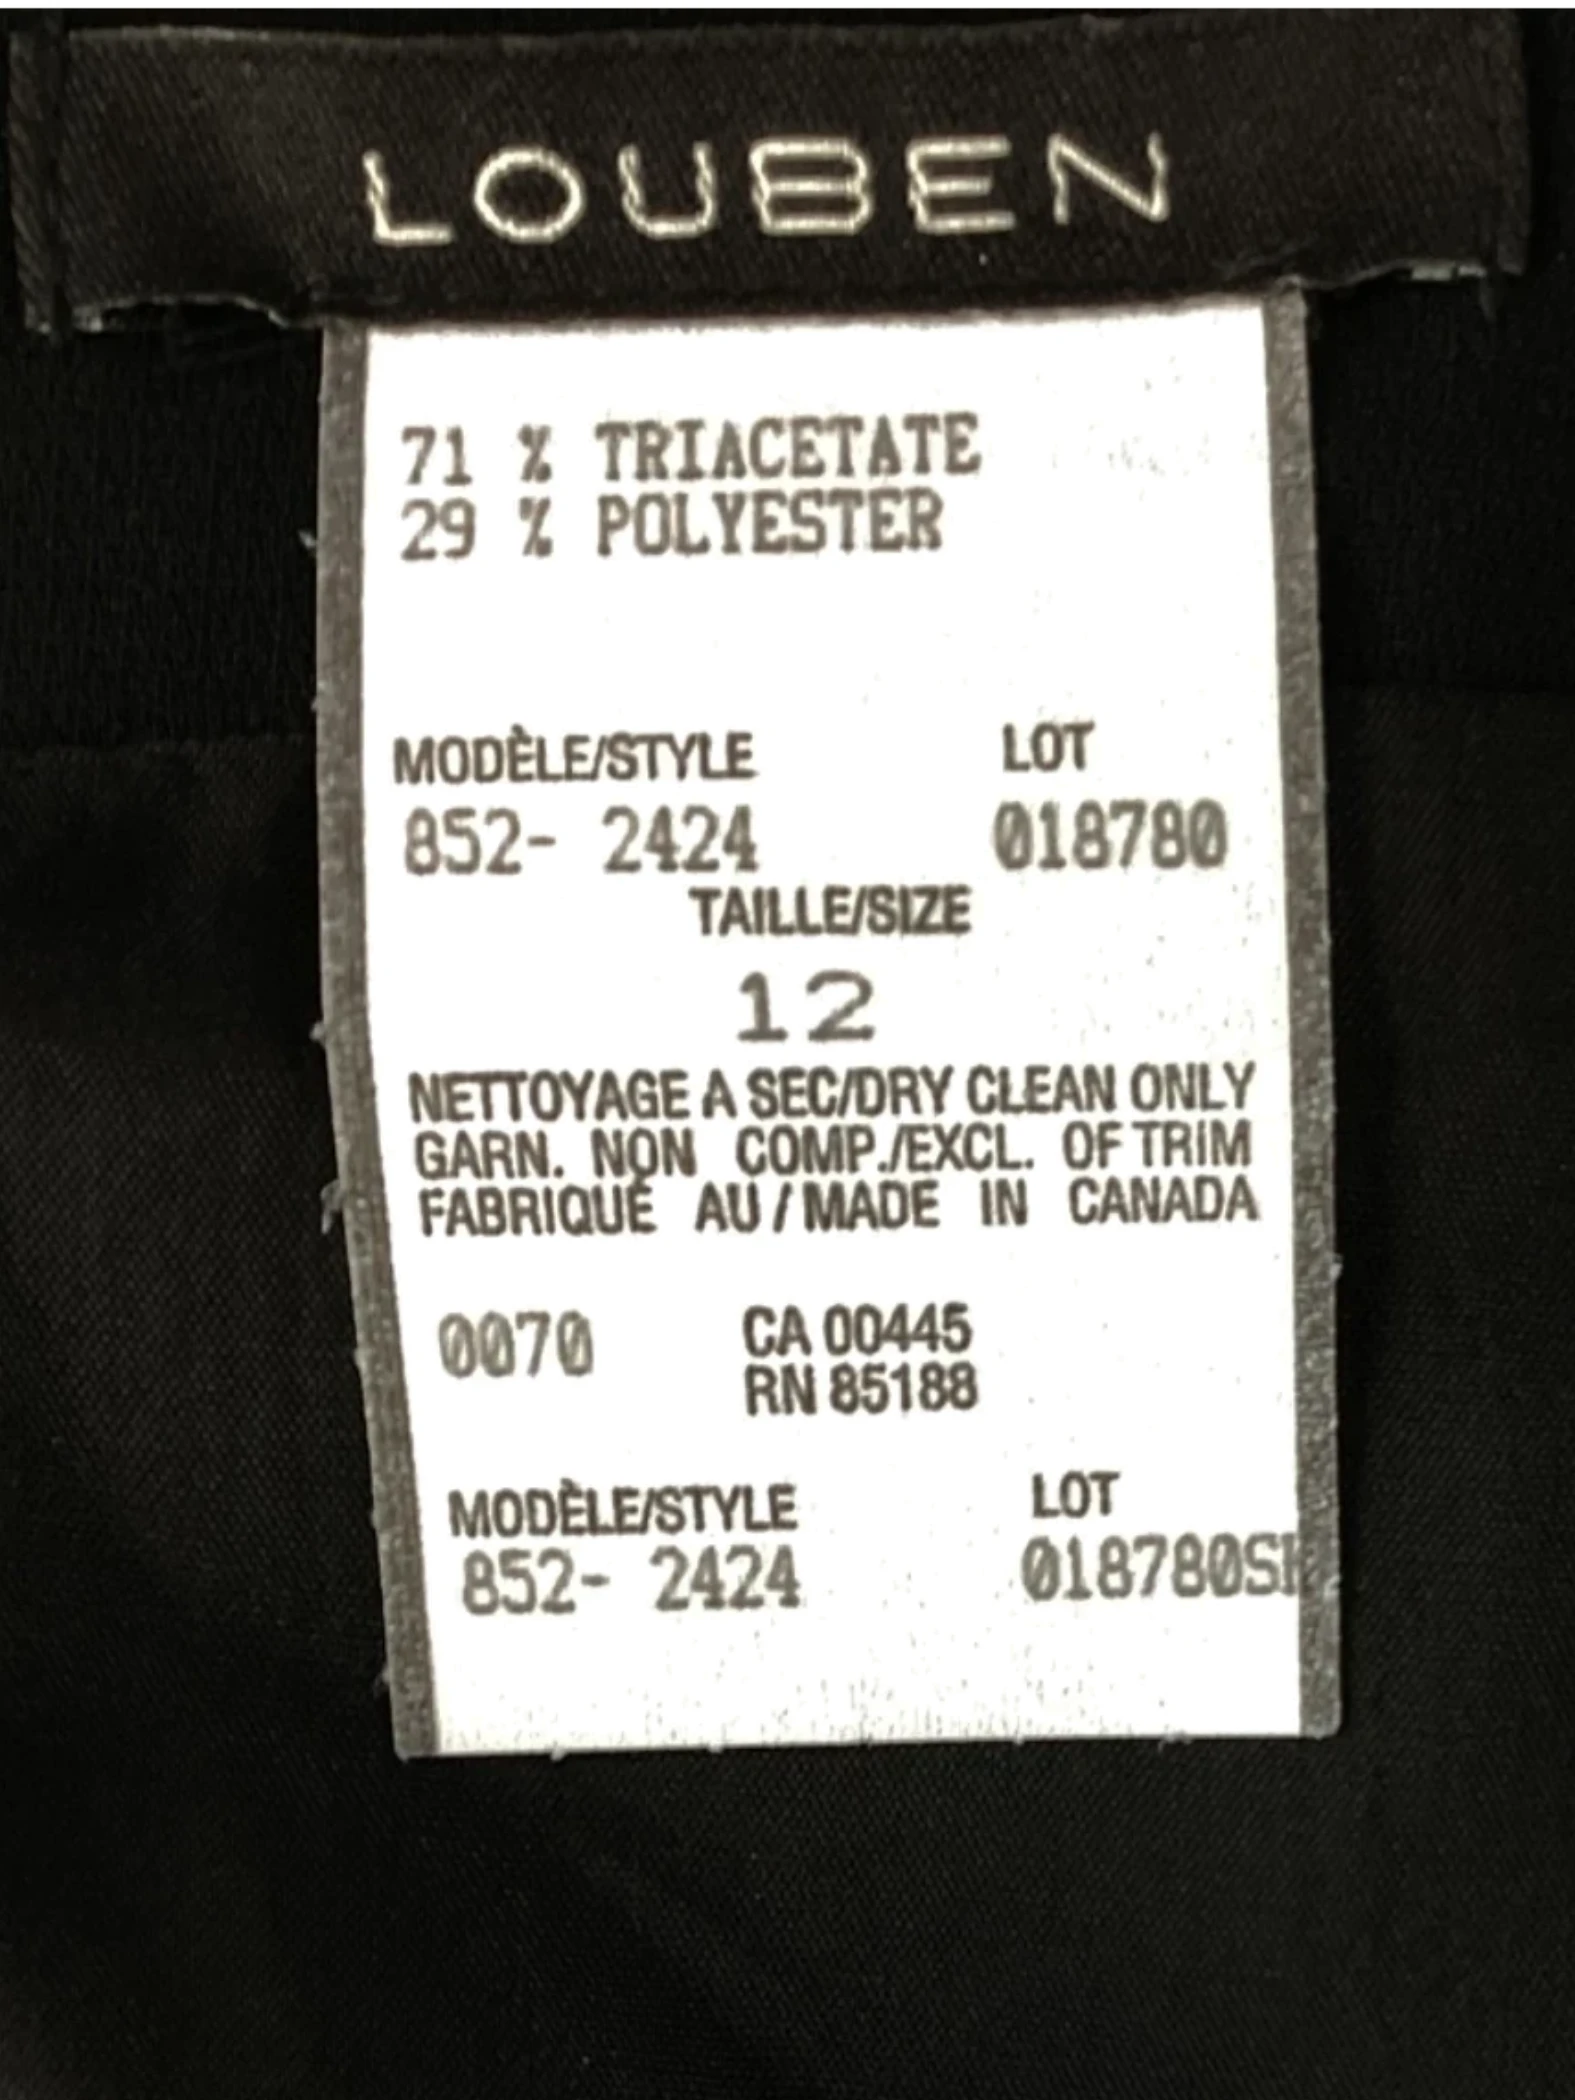 LOUBEN
71 % TRIACETATE
29 % POLYESTER
MODÈLE/STYLE LOT
852- 2424 018780
TAILLE/SIZE
12
NETTOYAGE A SEC/DRY CLEAN ONLY
GARN. NON COMP./EXCL. OF TRIM
FABRIQUÉ AU / MADE IN CANADA
0070 CA 00445
RN 85188
MODÈLE/STYLE LOT
852- 2424 018780S